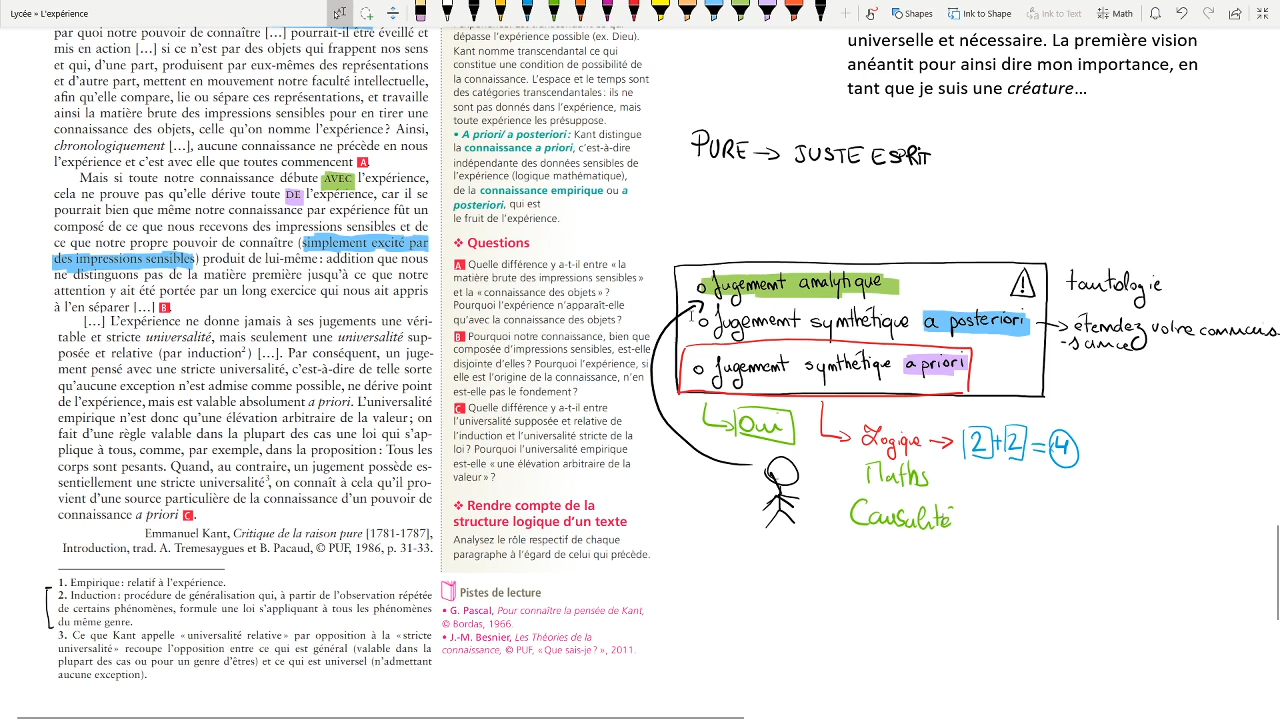 Lycée » L'expérience
Shapes
Ink to Shape
Ink to Text
Math
par quoi notre pouvoir de connaître […] pourrait-il être éveillé et
mis en action […] si ce n'est par des objets qui frappent nos sens
et qui, d'une part, produisent par eux-mêmes des représentations
et d'autre part, mettent en mouvement notre faculté intellectuelle,
afin qu'elle compare, lie ou sépare ces représentations, et travaille
ainsi la matière brute des impressions sensibles pour en tirer une
connaissance des objets, celle qu'on nomme l'expérience ? Ainsi,
chronologiquement […], aucune connaissance ne précède en nous
l'expérience et c'est avec elle que toutes commencent A.
Mais si toute notre connaissance débute AVEC l'expérience,
cela ne prouve pas qu'elle dérive toute DE l'expérience, car il se
pourrait bien que même notre connaissance par expérience fût un
composé de ce que nous recevons des impressions sensibles et de
ce que notre propre pouvoir de connaître (simplement excité par
des impressions sensibles) produit de lui-même : addition que nous
ne distinguons pas de la matière première jusqu'à ce que notre
attention y ait été portée par un long exercice qui nous ait appris
à l'en séparer […] B.
[…] L'expérience ne donne jamais à ses jugements une véri-
table et stricte universalité, mais seulement une universalité sup-
posée et relative (par induction²) […]. Par conséquent, un juge-
ment pensé avec une stricte universalité, c'est-à-dire de telle sorte
qu'aucune exception n'est admise comme possible, ne dérive point
de l'expérience, mais est valable absolument a priori. L'universalité
empirique n'est donc qu'une élévation arbitraire de la valeur ; on
fait d'une règle valable dans la plupart des cas une loi qui s'ap-
plique à tous, comme, par exemple, dans la proposition : Tous les
corps sont pesants. Quand, au contraire, un jugement possède es-
sentiellement une stricte universalité³, on connaît à cela qu'il pro-
vient d'une source particulière de la connaissance d'un pouvoir de
connaissance a priori C.
Emmanuel Kant, Critique de la raison pure [1781-1787],
Introduction, trad. A. Tremesaygues et B. Pacaud, © PUF, 1986, p. 31-33.
1. Empirique : relatif à l'expérience.
2. Induction : procédure de généralisation qui, à partir de l'observation répétée
de certains phénomènes, formule une loi s'appliquant à tous les phénomènes
du même genre.
3. Ce que Kant appelle « universalité relative » par opposition à la « stricte
universalité » recoupe l'opposition entre ce qui est général (valable dans la
plupart des cas ou pour un genre d'êtres) et ce qui est universel (n'admettant
aucune exception).
dépasse l'expérience possible (ex. Dieu).
Kant nomme transcendantal ce qui
constitue une condition de possibilité de
la connaissance. L'espace et le temps sont
des catégories transcendantales : ils ne
sont pas donnés dans l'expérience, mais
toute expérience les présuppose.
• A priori/ a posteriori : Kant distingue
la connaissance a priori, c'est-à-dire
indépendante des données sensibles de
l'expérience (logique mathématique),
de la connaissance empirique ou a
posteriori, qui est
le fruit de l'expérience.
❖ Questions
A Quelle différence y a-t-il entre « la
matière brute des impressions sensibles »
et la « connaissance des objets » ?
Pourquoi l'expérience n'apparaît-elle
qu'avec la connaissance des objets ?
B Pourquoi notre connaissance, bien que
composée d'impressions sensibles, est-elle
disjointe d'elles ? Pourquoi l'expérience, si
elle est l'origine de la connaissance, n'en
est-elle pas le fondement ?
C Quelle différence y a-t-il entre
l'universalité supposée et relative de
l'induction et l'universalité stricte de la
loi ? Pourquoi l'universalité empirique
est-elle « une élévation arbitraire de la
valeur » ?
❖ Rendre compte de la
structure logique d'un texte
Analysez le rôle respectif de chaque
paragraphe à l'égard de celui qui précède.
Pistes de lecture
• G. Pascal, Pour connaître la pensée de Kant,
© Bordas, 1966.
• J.-M. Besnier, Les Théories de la
connaissance, © PUF, « Que sais-je ? », 2011.
universelle et nécessaire. La première vision
anéantit pour ainsi dire mon importance, en
tant que je suis une créature…
PURE → JUSTE ESPRIT
Jugement analytique
tautologie
Jugement synthétique a posteriori → étendez votre connais-
-sance
Jugement synthétique a priori
Oui
Logique → 2 + 2 = 4
Maths
Causalité